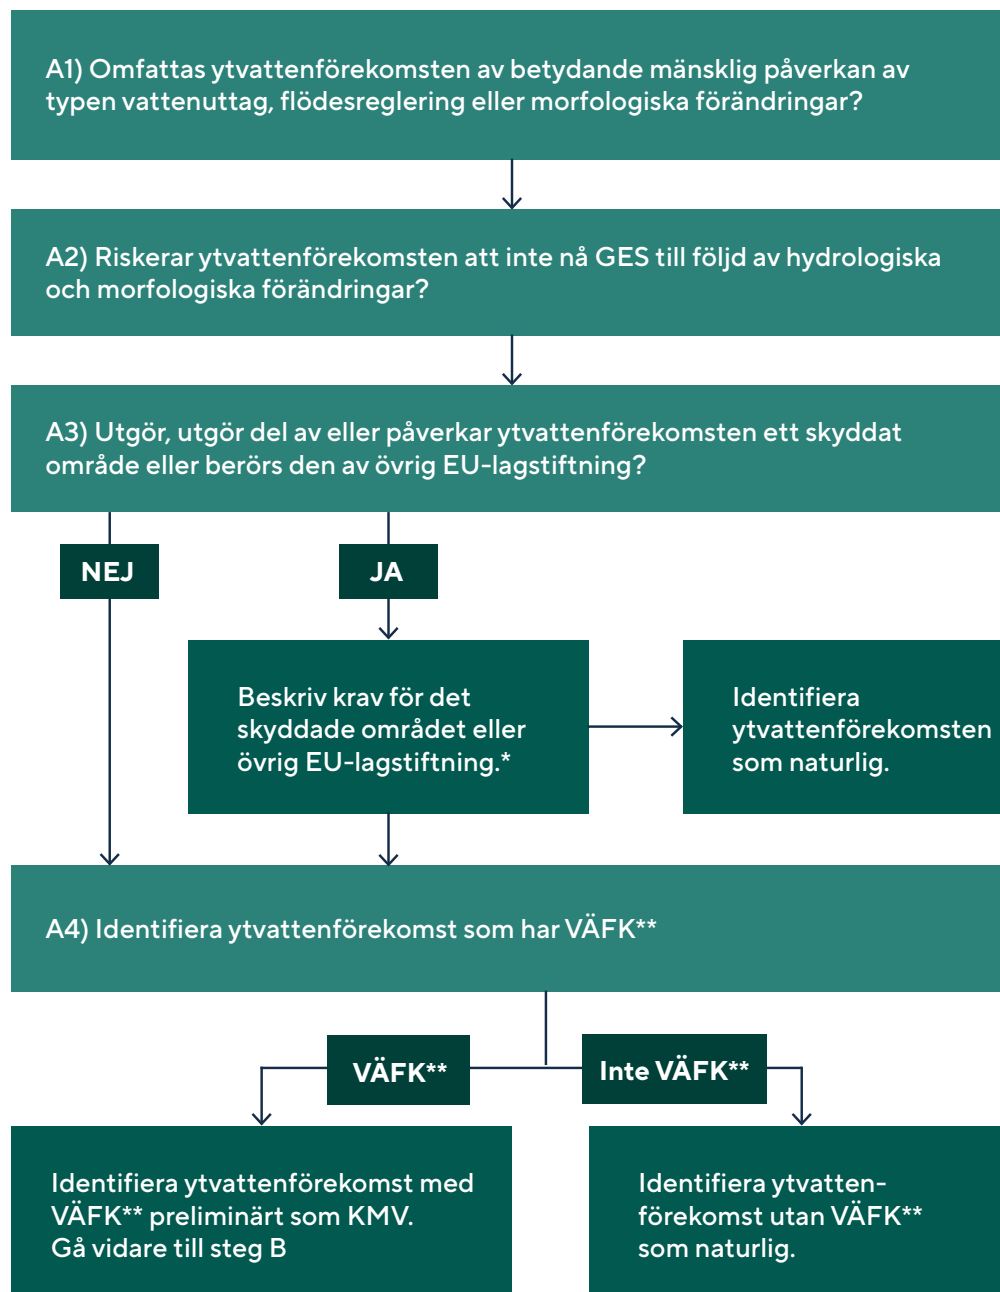 A1) Omfattas ytvattenförekomsten av betydande mänsklig påverkan av
typen vattenuttag, flödesreglering eller morfologiska förändringar?
A2) Riskerar ytvattenförekomsten att inte nå GES till följd av hydrologiska
och morfologiska förändringar?
A3) Utgör, utgör del av eller påverkar ytvattenförekomsten ett skyddat
område eller berörs den av övrig EU-lagstiftning?
NEJ
JA
Beskriv krav för det
skyddade området eller
övrig EU-lagstiftning.*
Identifiera
ytvattenförekomsten
som naturlig.
A4) Identifiera ytvattenförekomst som har VÄFK**
VÄFK**
Inte VÄFK**
Identifiera ytvattenförekomst med
VÄFK** preliminärt som KMV.
Gå vidare till steg B
Identifiera ytvatten-
förekomst utan VÄFK**
som naturlig.